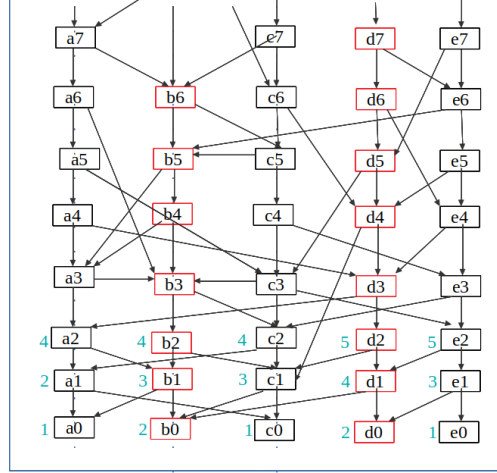 a7 c7 d7 e7
a6 b6 c6 d6 e6
a5 b5 c5 d5 e5
a4 b4 c4 d4 e4
a3 b3 c3 d3 e3
4 a2 4 b2 4 c2 5 d2 5 e2
2 a1 3 b1 3 c1 4 d1 3 e1
1 a0 2 b0 1 c0 2 d0 1 e0